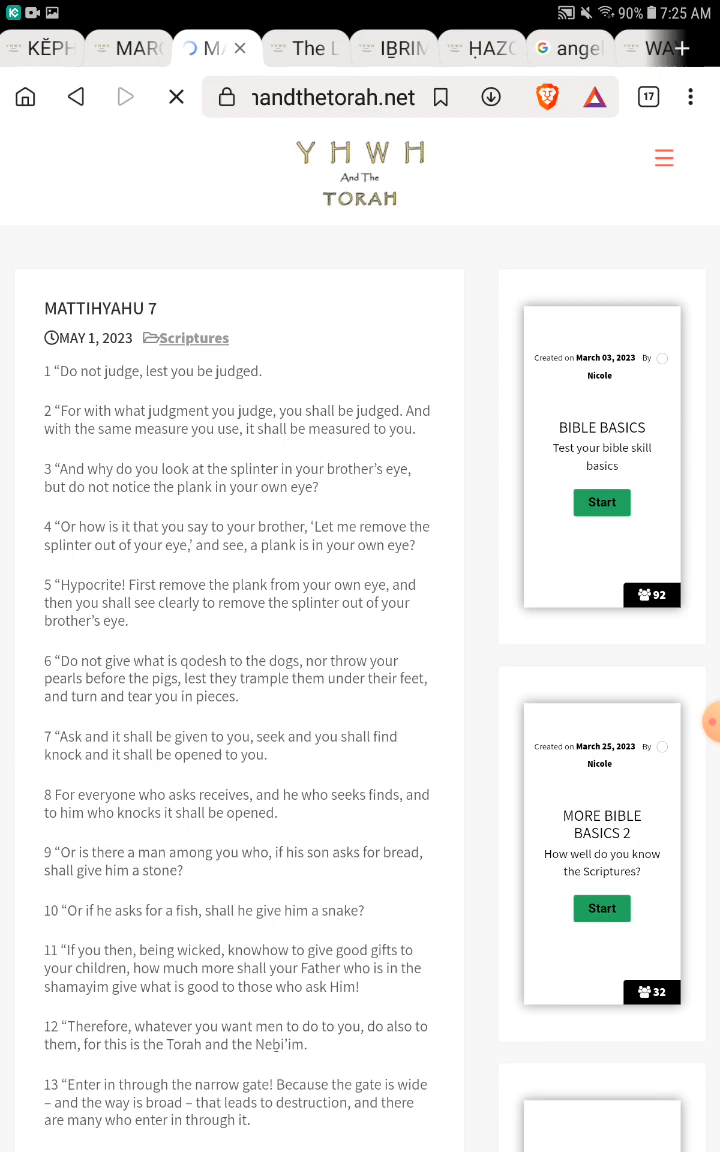 90% 7:25 AM
KĔPH
MAR
MA
The L
IḆRIM
ḤAZO
G angel
WA
handthetorah.net
17
YHWH
And The
TORAH
MATTIHYAHU 7
MAY 1, 2023 Scriptures
1 “Do not judge, lest you be judged.
2 “For with what judgment you judge, you shall be judged. And
with the same measure you use, it shall be measured to you.
3 “And why do you look at the splinter in your brother’s eye,
but do not notice the plank in your own eye?
4 “Or how is it that you say to your brother, ‘Let me remove the
splinter out of your eye,’ and see, a plank is in your own eye?
5 “Hypocrite! First remove the plank from your own eye, and
then you shall see clearly to remove the splinter out of your
brother’s eye.
6 “Do not give what is qodesh to the dogs, nor throw your
pearls before the pigs, lest they trample them under their feet,
and turn and tear you in pieces.
7 “Ask and it shall be given to you, seek and you shall find
knock and it shall be opened to you.
8 For everyone who asks receives, and he who seeks finds, and
to him who knocks it shall be opened.
9 “Or is there a man among you who, if his son asks for bread,
shall give him a stone?
10 “Or if he asks for a fish, shall he give him a snake?
11 “If you then, being wicked, knowhow to give good gifts to
your children, how much more shall your Father who is in the
shamayim give what is good to those who ask Him!
12 “Therefore, whatever you want men to do to you, do also to
them, for this is the Torah and the Neḇi’im.
13 “Enter in through the narrow gate! Because the gate is wide
– and the way is broad – that leads to destruction, and there
are many who enter in through it.
Created on March 03, 2023 By
Nicole
BIBLE BASICS
Test your bible skill
basics
Start
92
Created on March 25, 2023 By
Nicole
MORE BIBLE
BASICS 2
How well do you know
the Scriptures?
Start
32